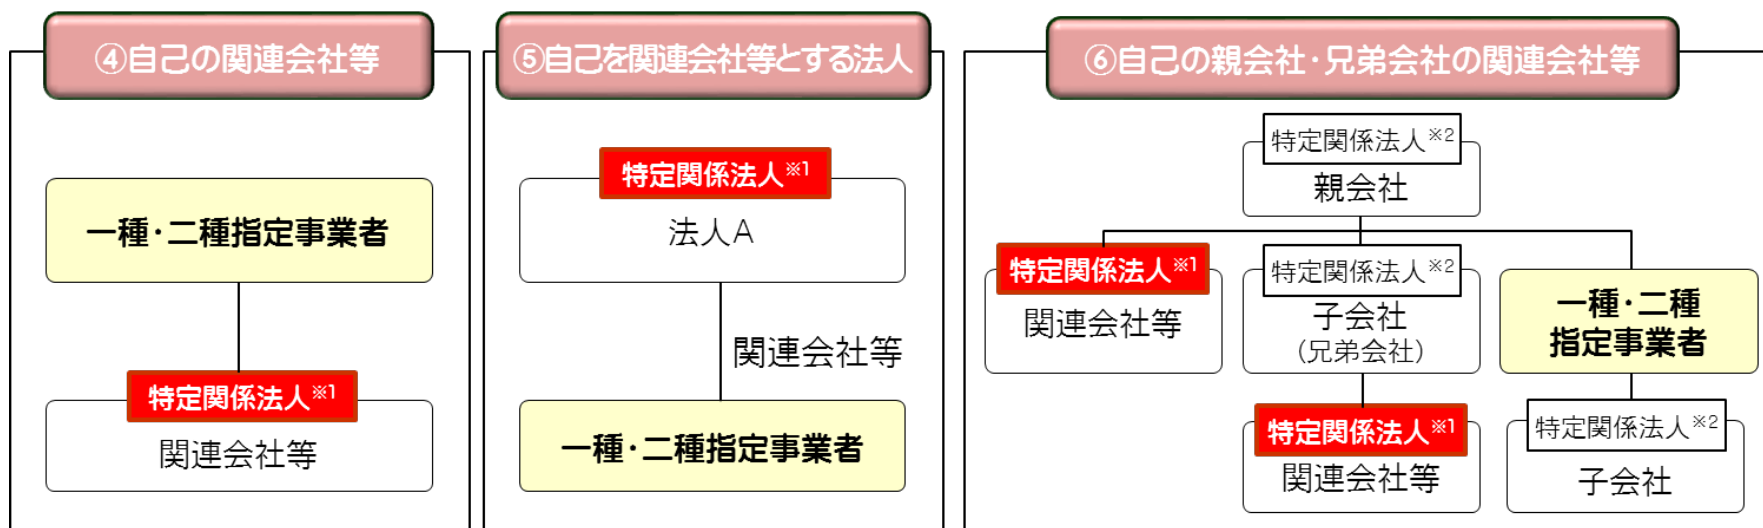 ④自己の関連会社等
一種・二種指定事業者
特定関係法人※1
関連会社等
⑤自己を関連会社等とする法人
特定関係法人※1
法人A
関連会社等
一種・二種指定事業者
⑥自己の親会社・兄弟会社の関連会社等
特定関係法人※2
親会社
特定関係法人※1
関連会社等
特定関係法人※2
子会社
(兄弟会社)
特定関係法人※1
関連会社等
一種・二種
指定事業者
特定関係法人※2
子会社